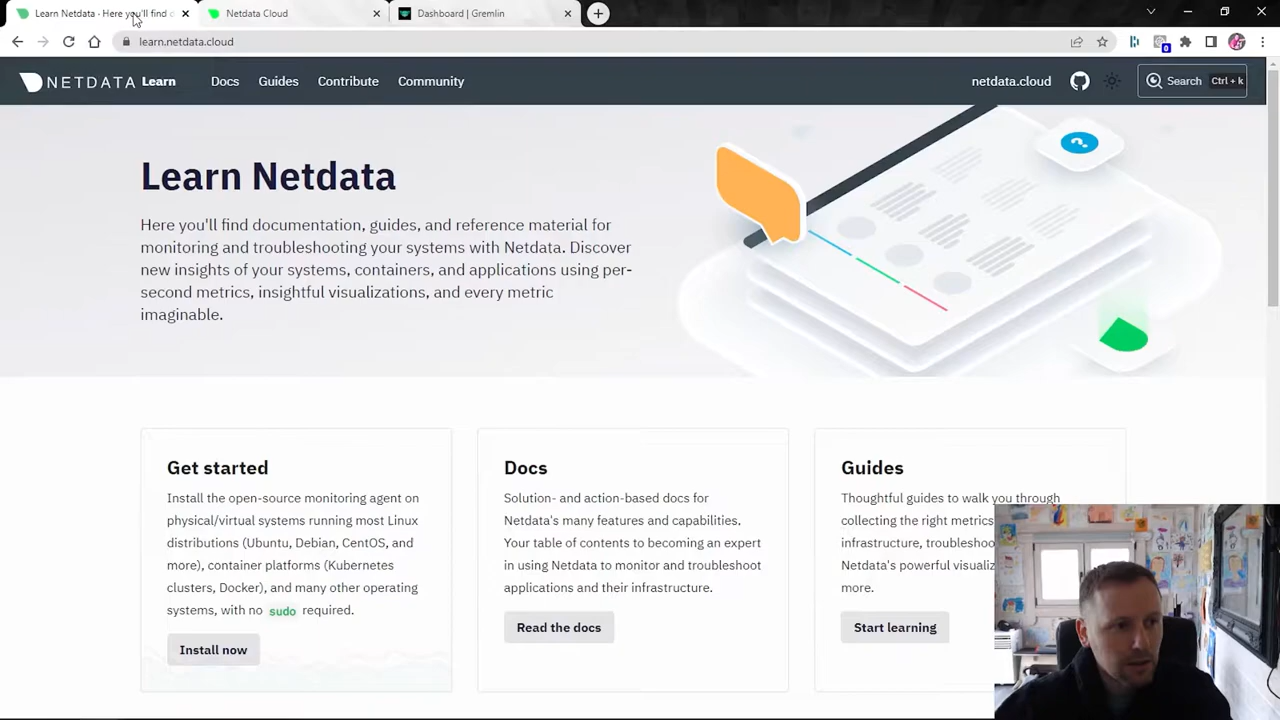 Learn Netdata - Here you'll find
Netdata Cloud
Dashboard | Gremlin
learn.netdata.cloud
0
NETDATA Learn
Docs
Guides
Contribute
Community
netdata.cloud
Search
Ctrl + k
Learn Netdata
Here you'll find documentation, guides, and reference material for
monitoring and troubleshooting your systems with Netdata. Discover
new insights of your systems, containers, and applications using per-
second metrics, insightful visualizations, and every metric
imaginable.
Get started
Install the open-source monitoring agent on
physical/virtual systems running most Linux
distributions (Ubuntu, Debian, CentOS, and
more), container platforms (Kubernetes
clusters, Docker), and many other operating
systems, with no sudo required.
Install now
Docs
Solution- and action-based docs for
Netdata's many features and capabilities.
Your table of contents to becoming an expert
in using Netdata to monitor and troubleshoot
applications and their infrastructure.
Read the docs
Guides
Thoughtful guides to walk you through
collecting the right metrics
infrastructure, troubleshoo
Netdata's powerful visualiz
more.
Start learning